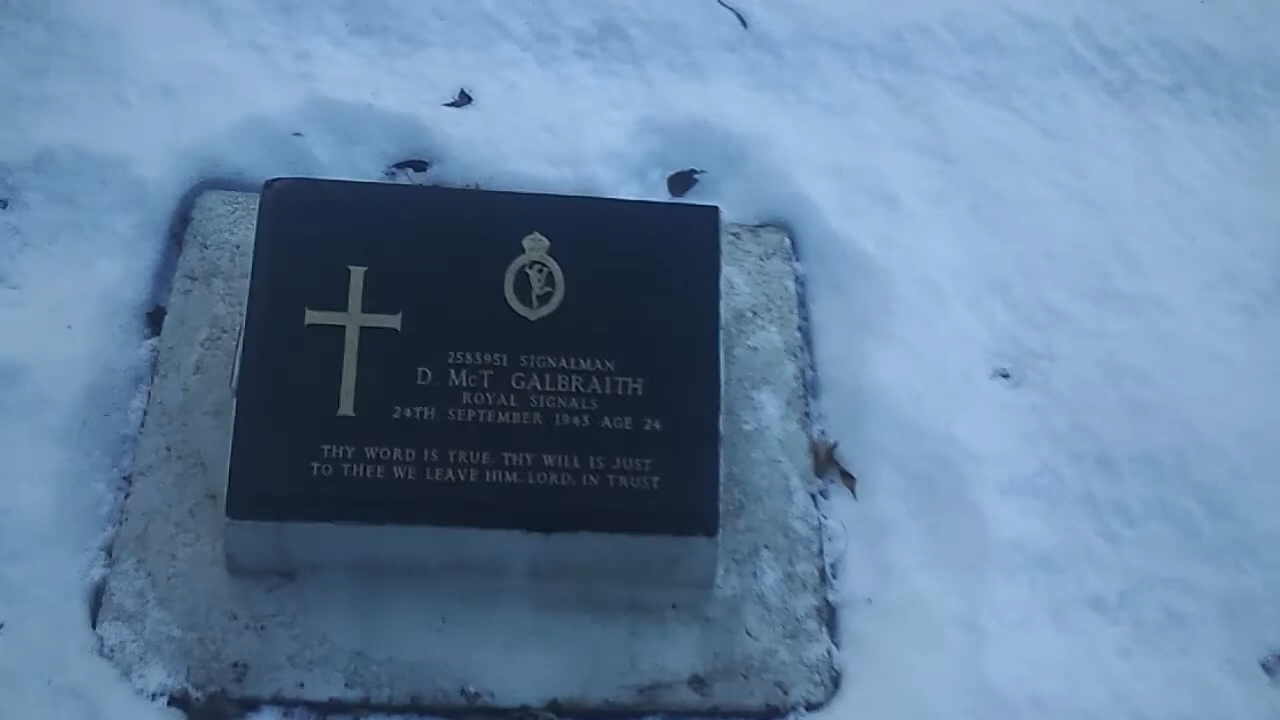 2583951 SIGNALMAN
D. McT. GALBRAITH
ROYAL SIGNALS
24TH SEPTEMBER 1943 AGE 24
THY WORD IS TRUE. THY WILL IS JUST
TO THEE WE LEAVE HIM, LORD, IN TRUST